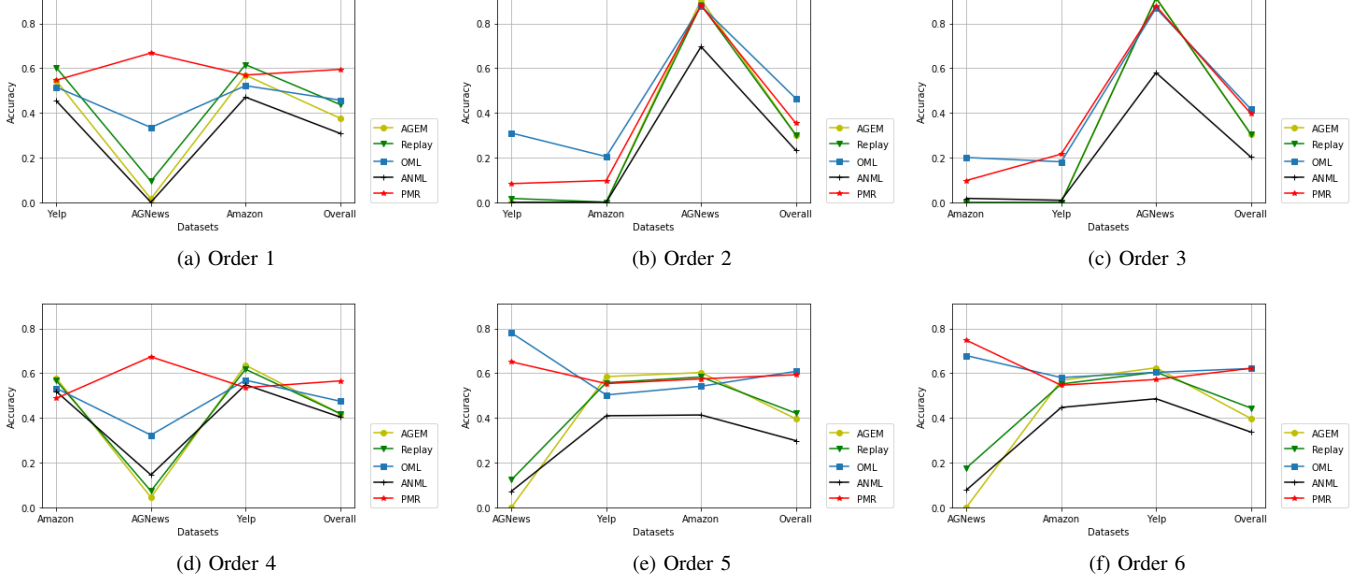 0.8
0.6
0.4
0.2
0.0
Accuracy
Yelp AGNews Amazon Overall
Datasets
AGEM
Replay
OML
ANML
PMR
(a) Order 1
0.8
0.6
0.4
0.2
0.0
Accuracy
Yelp Amazon AGNews Overall
Datasets
AGEM
Replay
OML
ANML
PMR
(b) Order 2
0.8
0.6
0.4
0.2
0.0
Accuracy
Amazon Yelp AGNews Overall
Datasets
AGEM
Replay
OML
ANML
PMR
(c) Order 3
0.8
0.6
0.4
0.2
0.0
Accuracy
Amazon AGNews Yelp Overall
Datasets
AGEM
Replay
OML
ANML
PMR
(d) Order 4
0.8
0.6
0.4
0.2
0.0
Accuracy
AGNews Yelp Amazon Overall
Datasets
AGEM
Replay
OML
ANML
PMR
(e) Order 5
0.8
0.6
0.4
0.2
0.0
Accuracy
AGNews Amazon Yelp Overall
Datasets
AGEM
Replay
OML
ANML
PMR
(f) Order 6